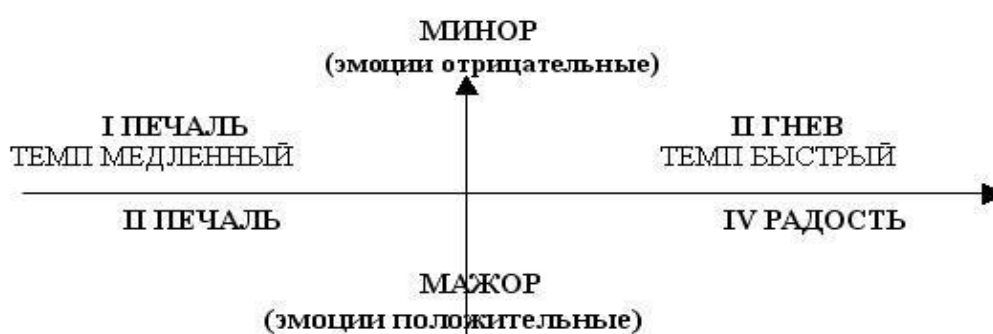 МИНОР
(эмоции отрицательные)
I ПЕЧАЛЬ
ТЕМП МЕДЛЕННЫЙ
II ГНЕВ
ТЕМП БЫСТРЫЙ
II ПЕЧАЛЬ
IV РАДОСТЬ
МАЖОР
(эмоции положительные)